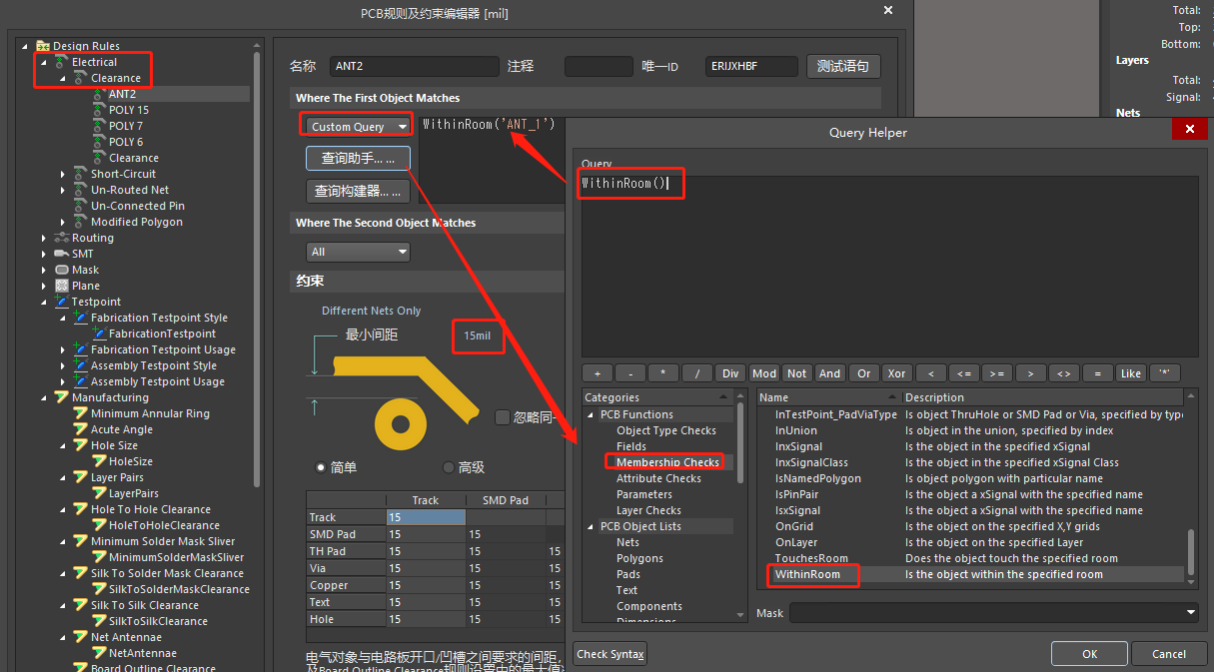 PCB规则及约束编辑器 [mil]
Total:
Top:
Bottom:
Layers
Total:
Signal:
Nets
Design Rules
Electrical
Clearance
ANT2
POLY 15
POLY 7
POLY 6
Clearance
Short-Circuit
Un-Routed Net
Un-Connected Pin
Modified Polygon
Routing
SMT
Mask
Plane
Testpoint
Fabrication Testpoint Style
FabricationTestpoint
Fabrication Testpoint Usage
Assembly Testpoint Style
Assembly Testpoint Usage
Manufacturing
Minimum Annular Ring
Acute Angle
Hole Size
HoleSize
Layer Pairs
LayerPairs
Hole To Hole Clearance
HoleToHoleClearance
Minimum Solder Mask Sliver
MinimumSolderMaskSliver
Silk To Solder Mask Clearance
SilkToSolderMaskClearance
Silk To Silk Clearance
SilkToSilkClearance
Net Antennae
NetAntennae
Board Outline Clearance
名称 ANT2 注释 唯一ID ERIJXHBF 测试语句
Where The First Object Matches
Custom Query WithinRoom('ANT_1')
查询助手... ...
查询构建器... ...
Where The Second Object Matches
All
约束
Different Nets Only
最小间距 15mil
忽略同一
简单 高级
Track SMD Pad
Track 15
SMD Pad 15 15
TH Pad 15 15 15
Via 15 15 15
Copper 15 15 15
Text 15 15 15
Hole 15 15 15
电气对象与电路板开口/凹槽之间要求的间距,
及Board Outline Clearance规则设置中的最大值
Query Helper
Query
WithinRoom()
+ - * / Div Mod Not And Or Xor < <= >= > <> = Like '*'
Categories
PCB Functions
Object Type Checks
Fields
Membership Checks
Attribute Checks
Parameters
Layer Checks
PCB Object Lists
Nets
Polygons
Pads
Text
Components
Dimensions
Name Description
InTestPoint_PadViaType Is object ThruHole or SMD Pad or Via, specified by type
InUnion Is object in the union, specified by index
InxSignal Is the object in the specified xSignal
InxSignalClass Is the object in the specified xSignal Class
IsNamedPolygon Is object polygon with particular name
IsPinPair Is the object a xSignal with the specified name
IsxSignal Is the object a xSignal with the specified name
OnGrid Is the object on the specified X,Y grids
OnLayer Is the object on the specified Layer
TouchesRoom Does the object touch the specified room
WithinRoom Is the object within the specified room
Mask
Check Syntax OK Cancel